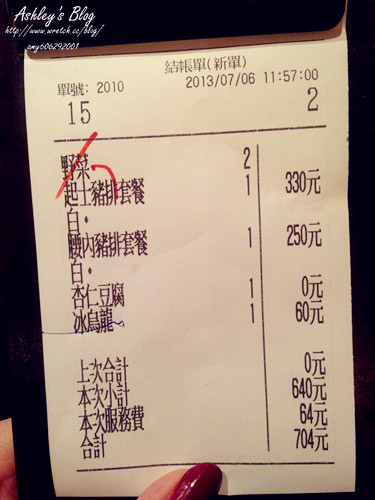 Ashley's Blog
http://www.wretch.cc/blog/
amy606292001
結帳單(新單)
單號: 2010
2013/07/06 11:57:00
15 2
野菜 2
起士豬排套餐 1 330元
白。
腰內豬排套餐 1 250元
白。
杏仁豆腐 1 0元
冰烏龍 1 60元
上次合計 0元
本次小計 640元
本次服務費 64元
合計 704元